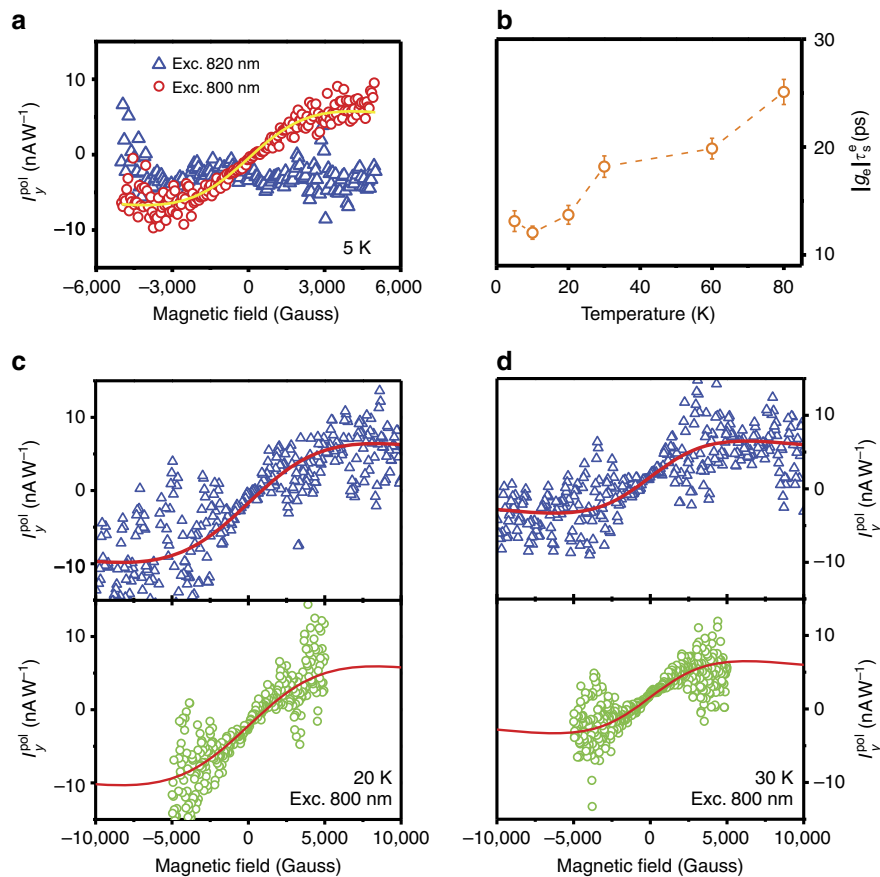 a
Exc. 820 nm
Exc. 800 nm
10
0
−10
I_y^pol (nAW⁻¹)
5 K
−6,000 −3,000 0 3,000 6,000
Magnetic field (Gauss)
b
30
20
10
|g_e|τ_s^e (ps)
0 20 40 60 80
Temperature (K)
c
10
0
−10
I_y^pol (nAW⁻¹)
10
0
−10
I_y^pol (nAW⁻¹)
20 K
Exc. 800 nm
−10,000 −5,000 0 5,000 10,000
Magnetic field (Gauss)
d
10
0
−10
I_y^pol (nAW⁻¹)
10
0
−10
I_y^pol (nAW⁻¹)
30 K
Exc. 800 nm
−10,000 −5,000 0 5,000 10,000
Magnetic field (Gauss)